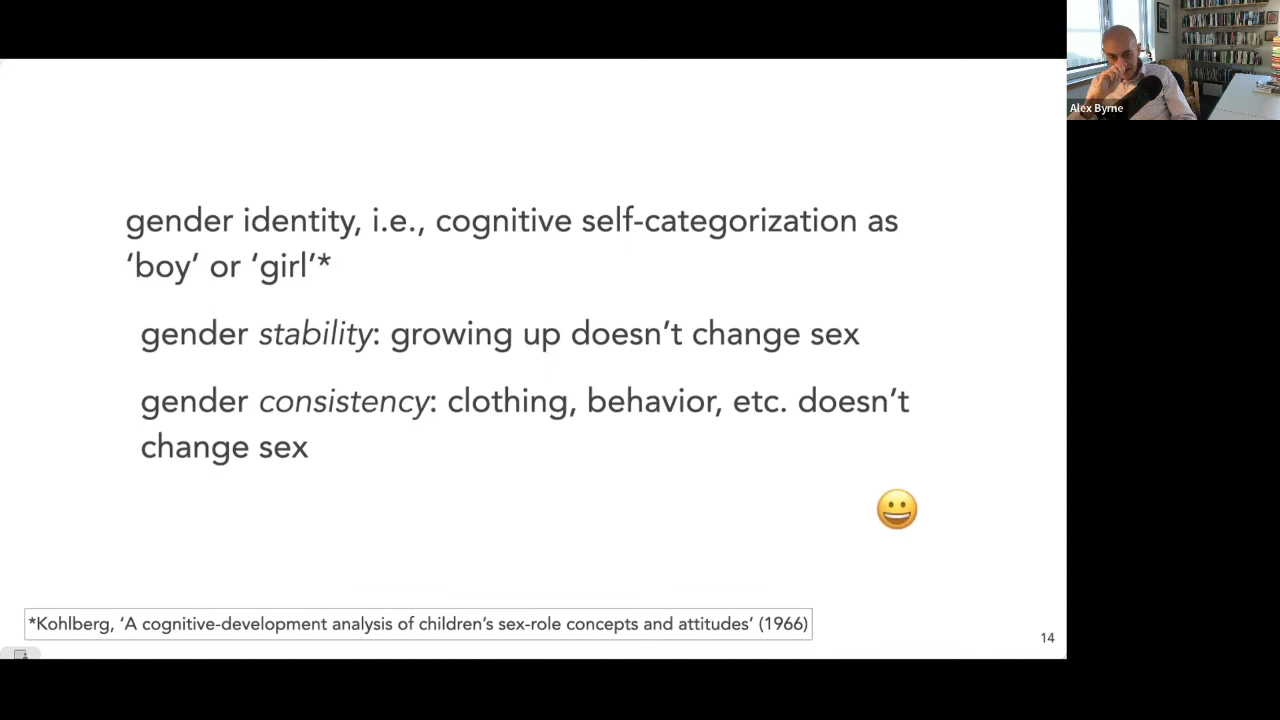 Alex Byrne
gender identity, i.e., cognitive self-categorization as
‘boy’ or ‘girl’*
gender stability: growing up doesn’t change sex
gender consistency: clothing, behavior, etc. doesn’t
change sex
*Kohlberg, ‘A cognitive-development analysis of children’s sex-role concepts and attitudes’ (1966)
14